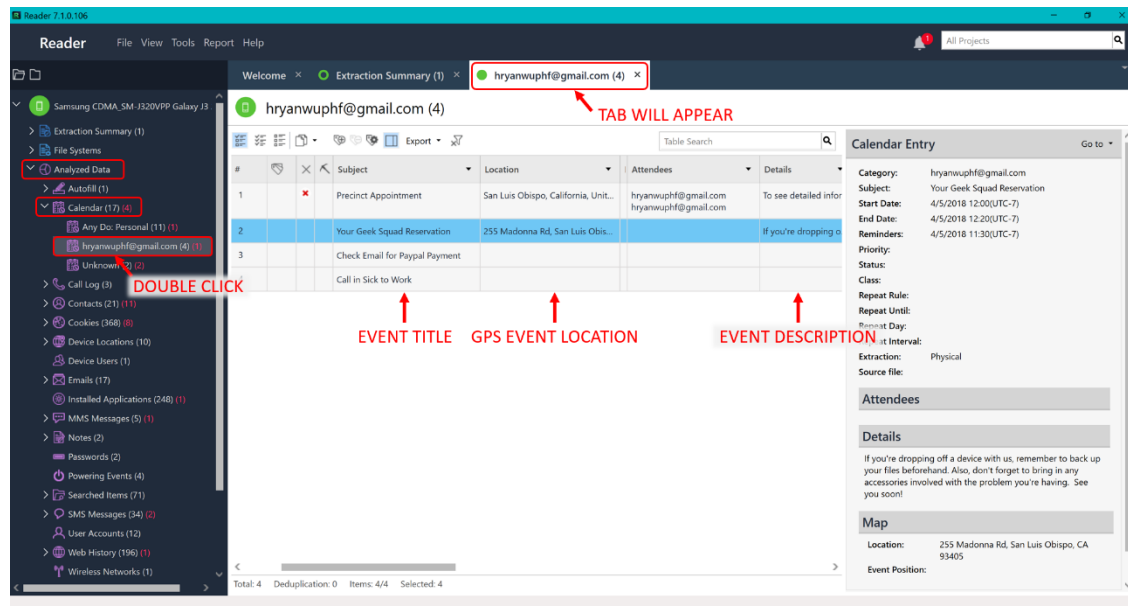 Reader 7.1.0.106
Reader File View Tools Report Help All Projects
1
Welcome × Extraction Summary (1) × hryanwuphf@gmail.com (4) ×
TAB WILL APPEAR
Samsung CDMA_SM-J320VPP Galaxy J3
Extraction Summary (1)
File Systems
Analyzed Data
Autofill (1)
Calendar (17) (4)
Any Do: Personal (11) (1)
hryanwuphf@gmail.com (4) (1)
Unknown (2) (2)
DOUBLE CLICK
Call Log (3)
Contacts (21) (11)
Cookies (368) (8)
Device Locations (10)
Device Users (1)
Emails (17)
Installed Applications (248) (1)
MMS Messages (5) (1)
Notes (2)
Passwords (2)
Powering Events (4)
Searched Items (71)
SMS Messages (34) (2)
User Accounts (12)
Web History (196) (1)
Wireless Networks (1)
hryanwuphf@gmail.com (4)
Export Table Search
# Subject Location Attendees Details
1 Precinct Appointment San Luis Obispo, California, Unit... hryanwuphf@gmail.com To see detailed infor
hryanwuphf@gmail.com
2 Your Geek Squad Reservation 255 Madonna Rd, San Luis Obis... If you're dropping o
3 Check Email for Paypal Payment
Call in Sick to Work
EVENT TITLE GPS EVENT LOCATION EVENT DESCRIPTION
Total: 4 Deduplication: 0 Items: 4/4 Selected: 4
Calendar Entry Go to
Category: hryanwuphf@gmail.com
Subject: Your Geek Squad Reservation
Start Date: 4/5/2018 12:00(UTC-7)
End Date: 4/5/2018 12:20(UTC-7)
Reminders: 4/5/2018 11:30(UTC-7)
Priority:
Status:
Class:
Repeat Rule:
Repeat Until:
Repeat Day:
Interval:
Extraction: Physical
Source file:
Attendees
Details
If you're dropping off a device with us, remember to back up
your files beforehand. Also, don't forget to bring in any
accessories involved with the problem you're having. See
you soon!
Map
Location: 255 Madonna Rd, San Luis Obispo, CA
93405
Event Position: